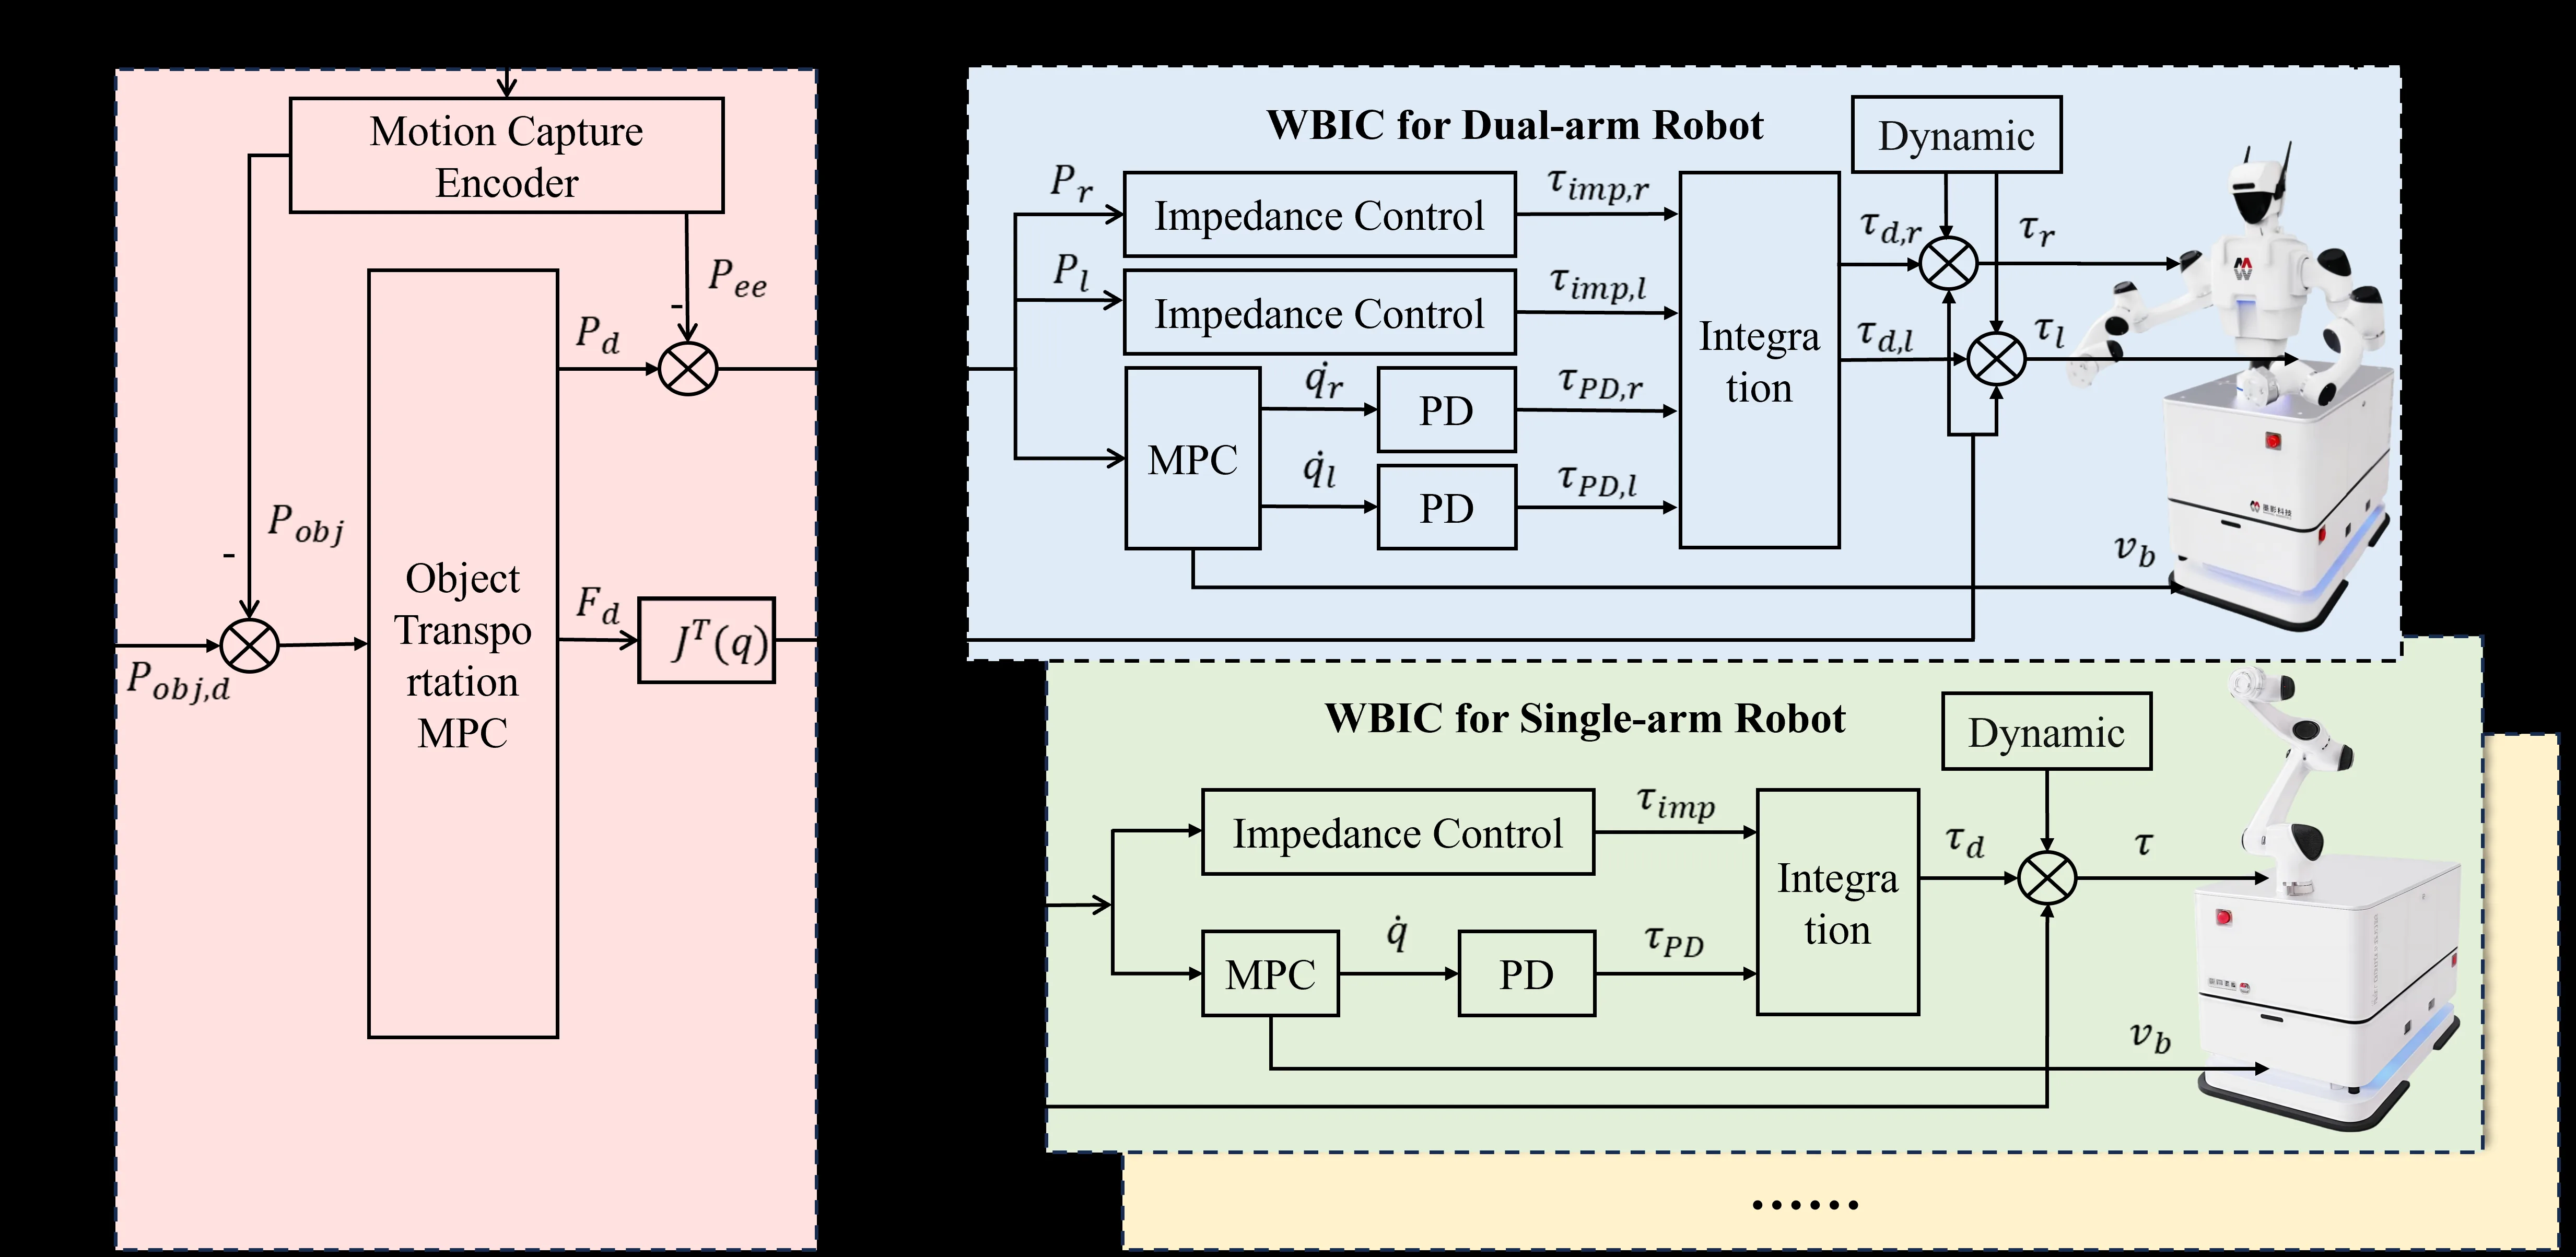 Motion Capture
Encoder
P_ee
-
P_d
P_obj
-
Object
Transpo
rtation
MPC
F_d
J^T(q)
P_obj,d
WBIC for Dual-arm Robot
Dynamic
P_r
Impedance Control
τ_imp,r
τ_d,r
τ_r
P_l
Impedance Control
τ_imp,l
Integra
tion
τ_d,l
τ_l
MPC
q̇_r
PD
τ_PD,r
q̇_l
PD
τ_PD,l
v_b
WBIC for Single-arm Robot
Dynamic
Impedance Control
τ_imp
Integra
tion
τ_d
τ
MPC
q̇
PD
τ_PD
v_b
......